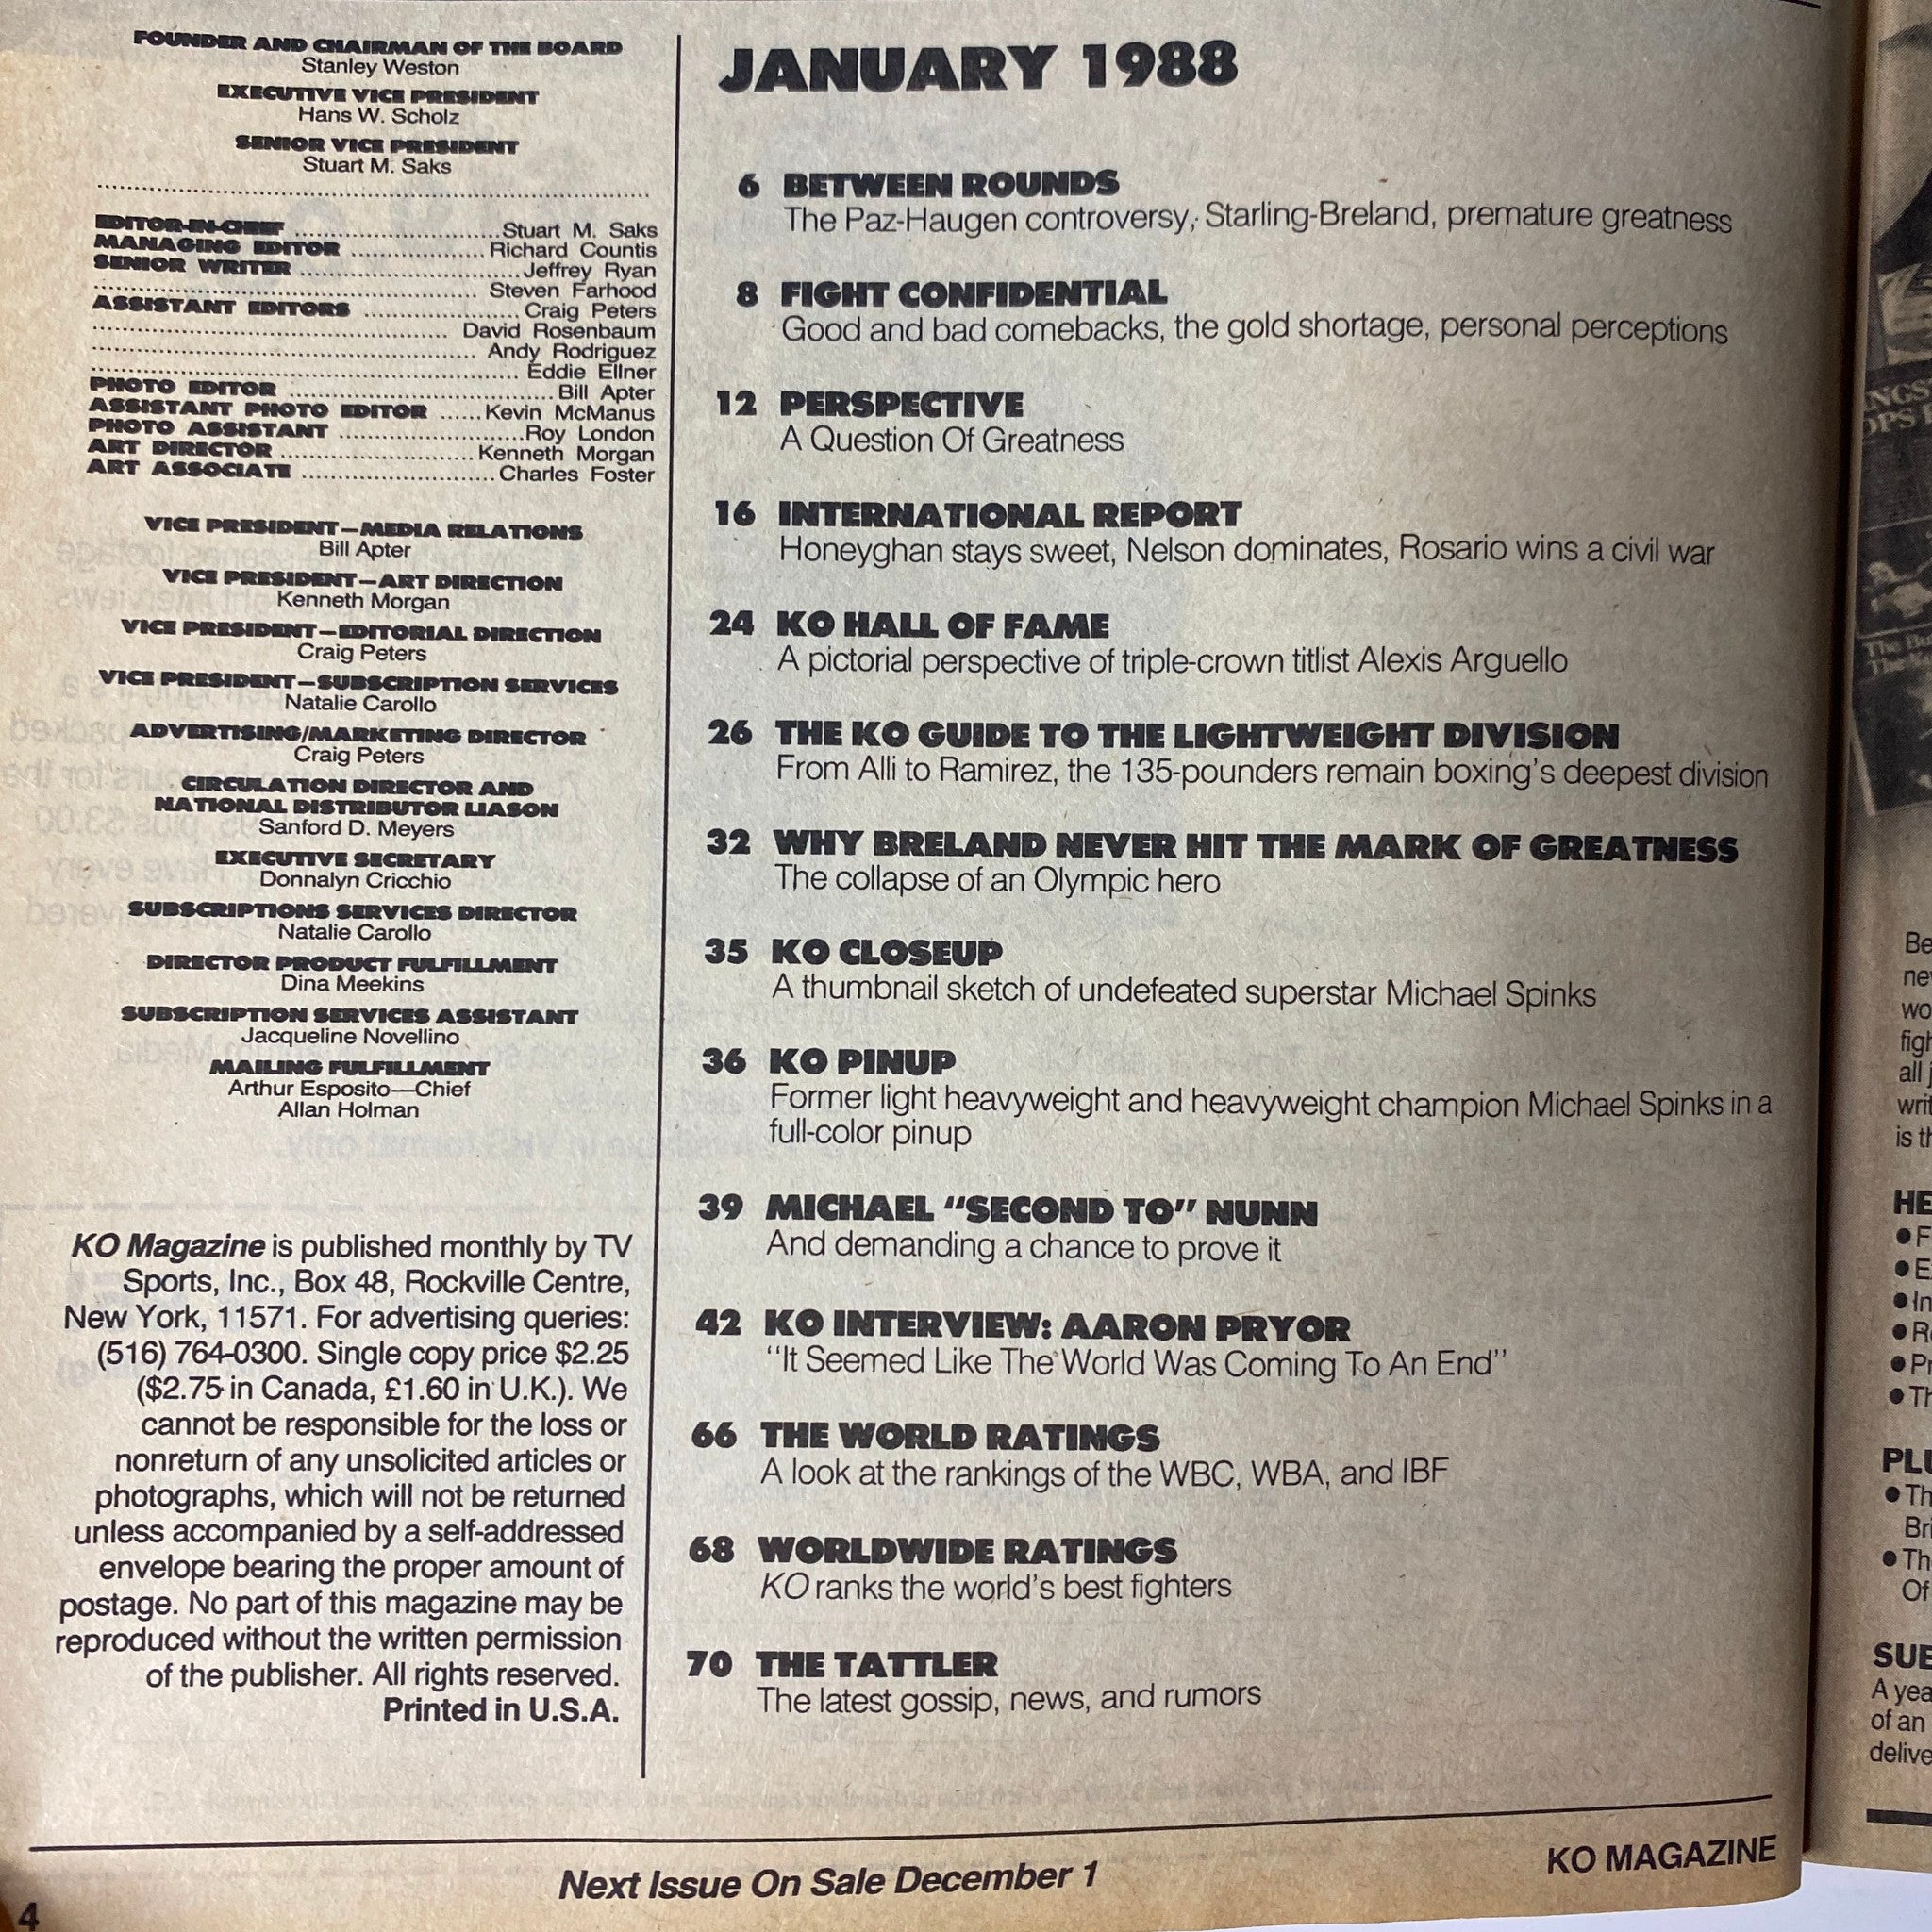 FOUNDER AND CHAIRMAN OF THE BOARD
Stanley Weston
EXECUTIVE VICE PRESIDENT
Hans W. Scholz
SENIOR VICE PRESIDENT
Stuart M. Saks
EDITOR-IN-CHIEF ..............................Stuart M. Saks
MANAGING EDITOR ....................Richard Countis
SENIOR WRITER .................................Jeffrey Ryan
.......................................................... Steven Farhood
ASSISTANT EDITORS ....................... Craig Peters
..................................................... David Rosenbaum
......................................................... Andy Rodriguez
................................................................ Eddie Ellner
PHOTO EDITOR .......................................Bill Apter
ASSISTANT PHOTO EDITOR ......Kevin McManus
PHOTO ASSISTANT ............................Roy London
ART DIRECTOR .............................Kenneth Morgan
ART ASSOCIATE .............................Charles Foster
VICE PRESIDENT—MEDIA RELATIONS
Bill Apter
VICE PRESIDENT—ART DIRECTION
Kenneth Morgan
VICE PRESIDENT—EDITORIAL DIRECTION
Craig Peters
VICE PRESIDENT—SUBSCRIPTION SERVICES
Natalie Carollo
ADVERTISING/MARKETING DIRECTOR
Craig Peters
CIRCULATION DIRECTOR AND
NATIONAL DISTRIBUTOR LIASON
Sanford D. Meyers
EXECUTIVE SECRETARY
Donnalyn Cricchio
SUBSCRIPTIONS SERVICES DIRECTOR
Natalie Carollo
DIRECTOR PRODUCT FULFILLMENT
Dina Meekins
SUBSCRIPTION SERVICES ASSISTANT
Jacqueline Novellino
MAILING FULFILLMENT
Arthur Esposito—Chief
Allan Holman
KO Magazine is published monthly by TV
Sports, Inc., Box 48, Rockville Centre,
New York, 11571. For advertising queries:
(516) 764-0300. Single copy price $2.25
($2.75 in Canada, £1.60 in U.K.). We
cannot be responsible for the loss or
nonreturn of any unsolicited articles or
photographs, which will not be returned
unless accompanied by a self-addressed
envelope bearing the proper amount of
postage. No part of this magazine may be
reproduced without the written permission
of the publisher. All rights reserved.
Printed in U.S.A.
JANUARY 1988
6 BETWEEN ROUNDS
The Paz-Haugen controversy, Starling-Breland, premature greatness
8 FIGHT CONFIDENTIAL
Good and bad comebacks, the gold shortage, personal perceptions
12 PERSPECTIVE
A Question Of Greatness
16 INTERNATIONAL REPORT
Honeyghan stays sweet, Nelson dominates, Rosario wins a civil war
24 KO HALL OF FAME
A pictorial perspective of triple-crown titlist Alexis Arguello
26 THE KO GUIDE TO THE LIGHTWEIGHT DIVISION
From Alli to Ramirez, the 135-pounders remain boxing's deepest division
32 WHY BRELAND NEVER HIT THE MARK OF GREATNESS
The collapse of an Olympic hero
35 KO CLOSEUP
A thumbnail sketch of undefeated superstar Michael Spinks
36 KO PINUP
Former light heavyweight and heavyweight champion Michael Spinks in a
full-color pinup
39 MICHAEL "SECOND TO" NUNN
And demanding a chance to prove it
42 KO INTERVIEW: AARON PRYOR
"It Seemed Like The World Was Coming To An End"
66 THE WORLD RATINGS
A look at the rankings of the WBC, WBA, and IBF
68 WORLDWIDE RATINGS
KO ranks the world's best fighters
70 THE TATTLER
The latest gossip, news, and rumors
Next Issue On Sale December 1
KO MAGAZINE
4
A yea
of an
delive